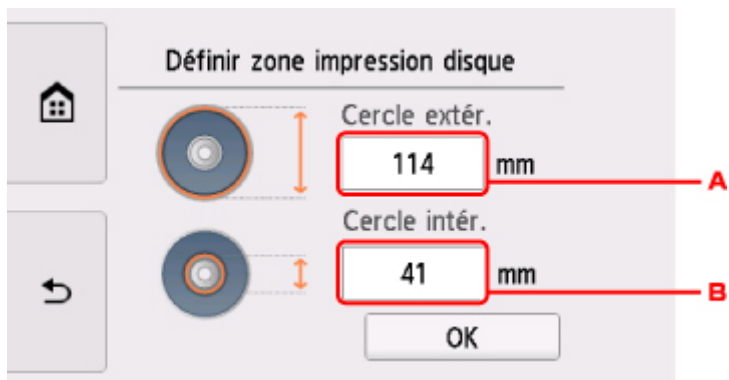 Définir zone impression disque
Cercle extér.
114 mm
A
Cercle intér.
41 mm
B
OK